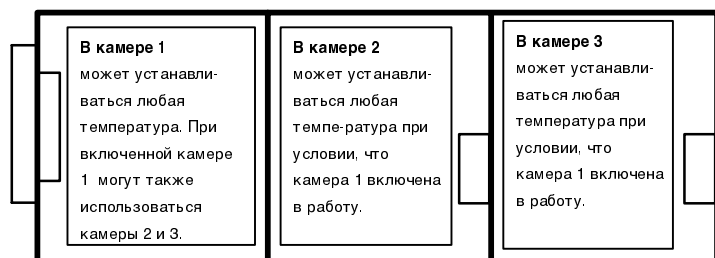 В камере 1
может устанавли-
ваться любая
температура. При
включенной камере
1 могут также
использоваться
камеры 2 и 3.
В камере 2
может устанавли-
ваться любая
темпе-ратура при
условии, что
камера 1 включена
в работу.
В камере 3
может устанавли-
ваться любая
температура при
условии, что
камера 1 включена
в работу.